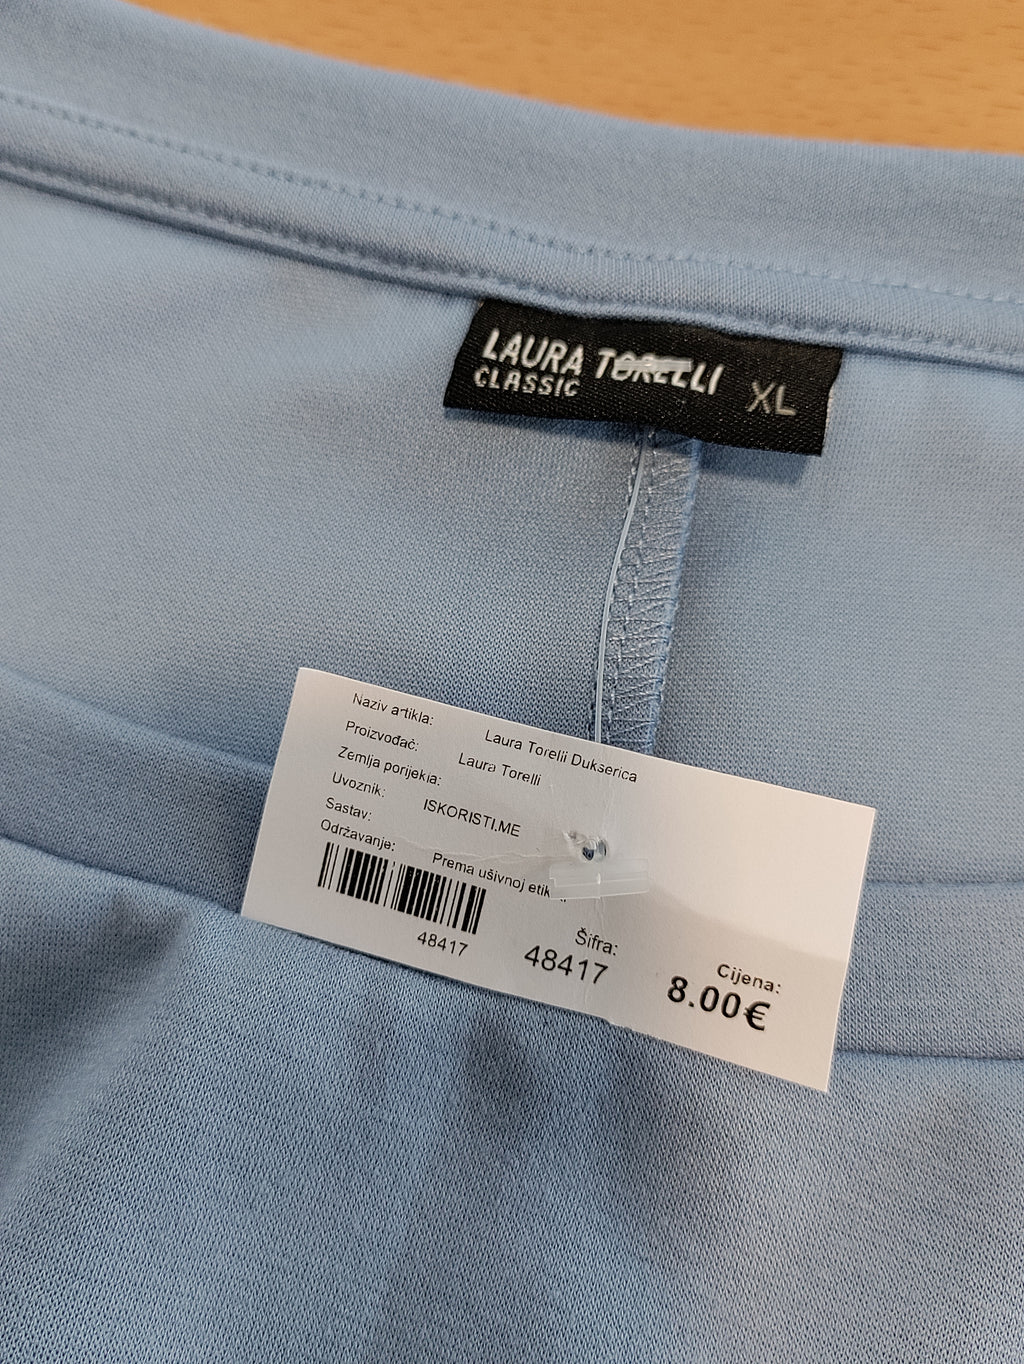 LAURA TORELLI XL
CLASSIC
Naziv artikla: Laura Torelli Dukserica
Proizvođač: Laura Torelli
Zemlja porijekla:
Uvoznik: ISKORISTI.ME
Sastav:
Održavanje: Prema ušivnoj
48417
Šifra:
48417
Cijena:
8.00€